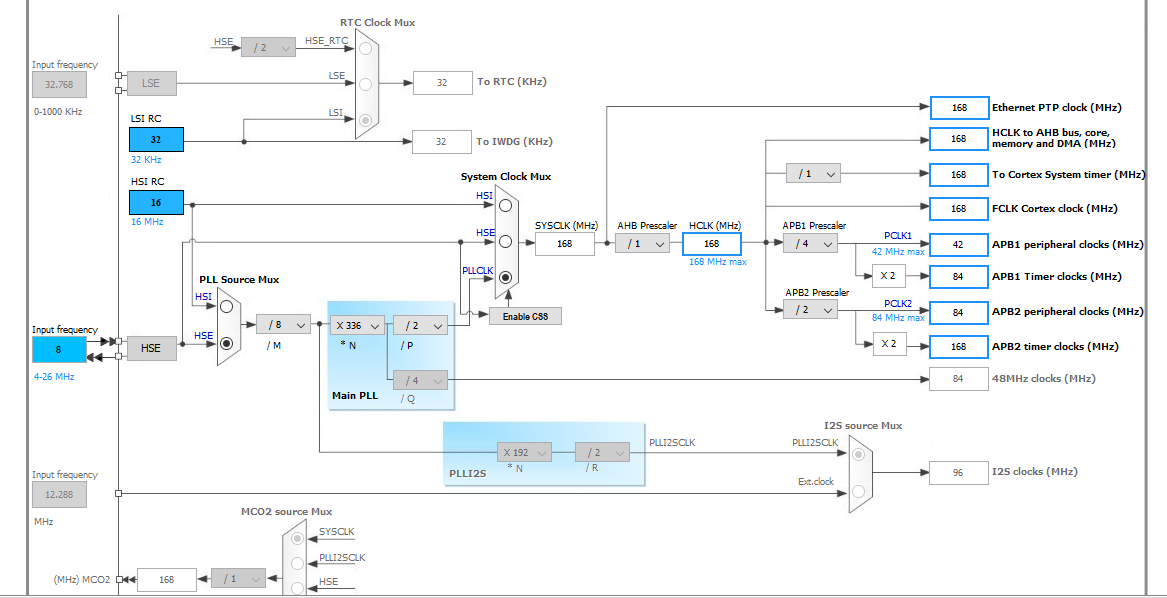 RTC Clock Mux
HSE
/ 2
HSE_RTC
Input frequency
32.768
0-1000 KHz
LSE
LSE
32
To RTC (KHz)
LSI RC
32
32 KHz
LSI
32
To IWDG (KHz)
HSI RC
16
16 MHz
System Clock Mux
HSI
HSE
PLLCLK
Enable CSS
SYSCLK (MHz)
168
AHB Prescaler
/ 1
HCLK (MHz)
168
168 MHz max
168
Ethernet PTP clock (MHz)
168
HCLK to AHB bus, core,
memory and DMA (MHz)
/ 1
168
To Cortex System timer (MHz)
168
FCLK Cortex clock (MHz)
APB1 Prescaler
/ 4
PCLK1
42 MHz max
42
APB1 peripheral clocks (MHz)
X 2
84
APB1 Timer clocks (MHz)
APB2 Prescaler
/ 2
PCLK2
84 MHz max
84
APB2 peripheral clocks (MHz)
X 2
168
APB2 timer clocks (MHz)
84
48MHz clocks (MHz)
PLL Source Mux
HSI
HSE
Input frequency
8
4-26 MHz
HSE
/ 8
/ M
X 336
* N
/ 2
/ P
/ 4
/ Q
Main PLL
PLLI2S
X 192
* N
/ 2
/ R
PLLI2SCLK
I2S source Mux
PLLI2SCLK
Ext.clock
96
I2S clocks (MHz)
Input frequency
12.288
MHz
MCO2 source Mux
SYSCLK
PLLI2SCLK
HSE
(MHz) MCO2
168
/ 1